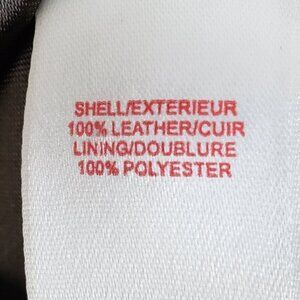 SHELL/EXTERIEUR
100% LEATHER/CUIR
LINING/DOUBLURE
100% POLYESTER